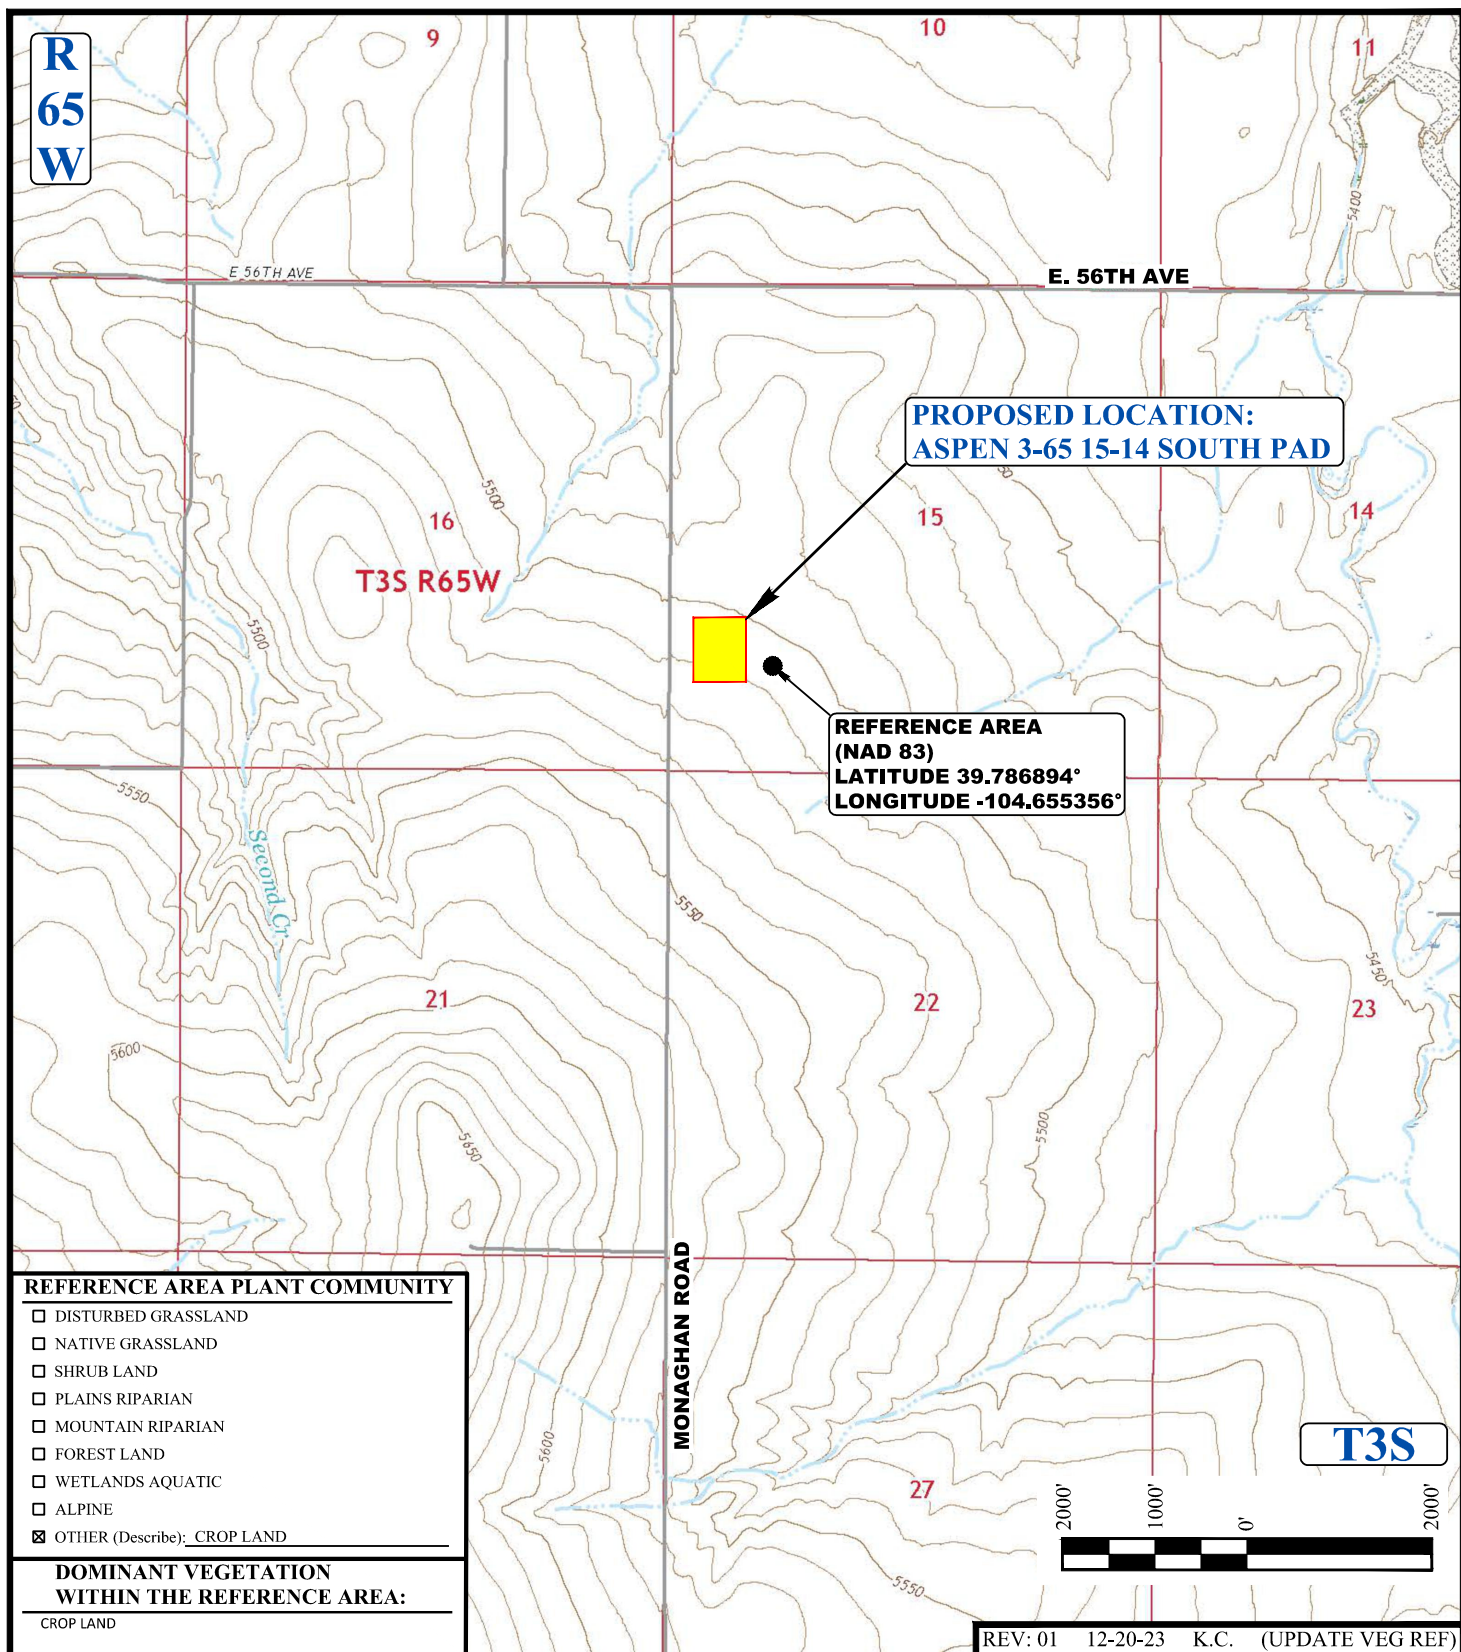 R
65
W
9
10
11
5400
E 56TH AVE
E. 56TH AVE
PROPOSED LOCATION:
ASPEN 3-65 15-14 SOUTH PAD
5500
16
15
14
T3S R65W
5500
REFERENCE AREA
(NAD 83)
LATITUDE 39.786894°
LONGITUDE -104.655356°
5550
Second Cr
5550
5450
21
22
23
5600
5650
5500
MONAGHAN ROAD
REFERENCE AREA PLANT COMMUNITY
☐ DISTURBED GRASSLAND
☐ NATIVE GRASSLAND
☐ SHRUB LAND
☐ PLAINS RIPARIAN
☐ MOUNTAIN RIPARIAN
☐ FOREST LAND
☐ WETLANDS AQUATIC
☐ ALPINE
☒ OTHER (Describe): CROP LAND
DOMINANT VEGETATION
WITHIN THE REFERENCE AREA:
CROP LAND
5600
T3S
27
2000' 1000' 0' 2000'
5550
REV: 01 12-20-23 K.C. (UPDATE VEG REF)